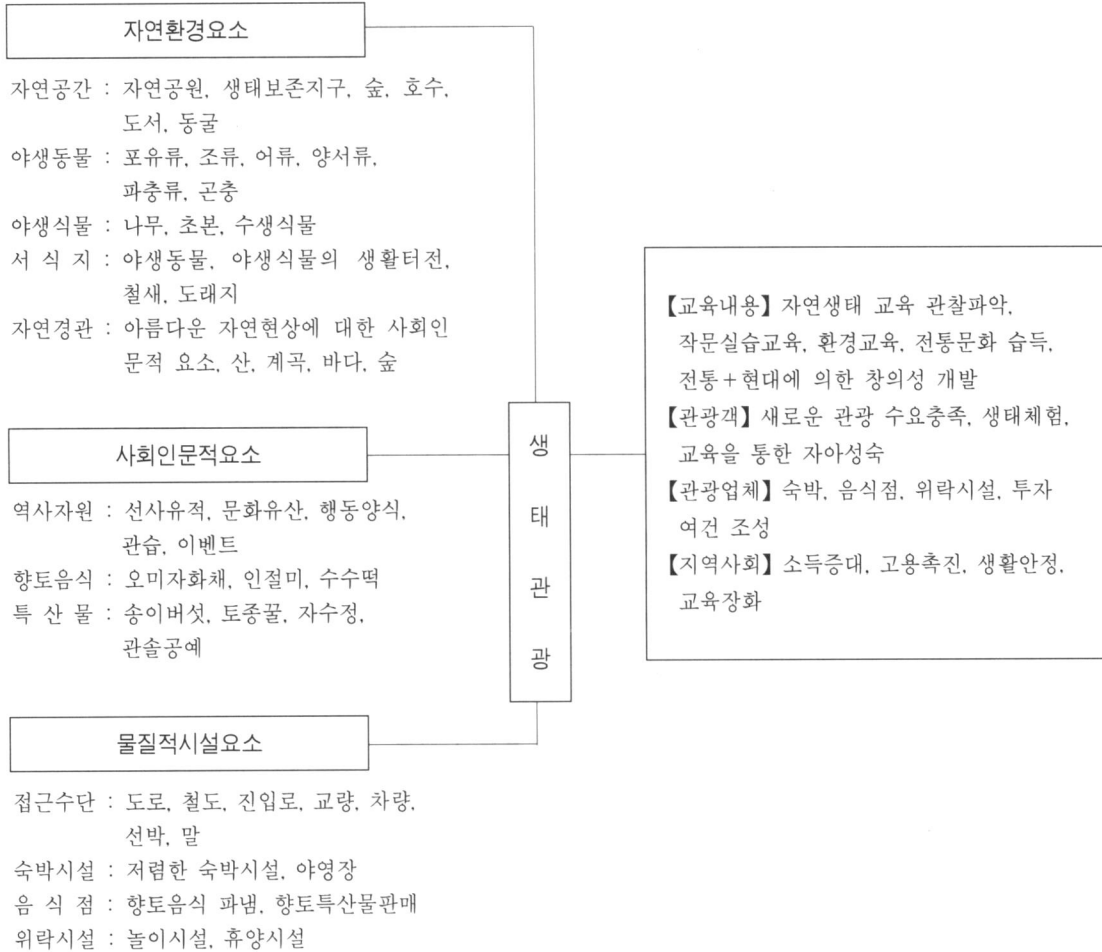 자연환경요소
자연공간 : 자연공원, 생태보존지구, 숲, 호수,
도서, 동굴
야생동물 : 포유류, 조류, 어류, 양서류,
파충류, 곤충
야생식물 : 나무, 초본, 수생식물
서 식 지 : 야생동물, 야생식물의 생활터전,
철새, 도래지
자연경관 : 아름다운 자연현상에 대한 사회인
문적 요소, 산, 계곡, 바다, 숲
사회인문적요소
역사자원 : 선사유적, 문화유산, 행동양식,
관습, 이벤트
향토음식 : 오미자화채, 인절미, 수수떡
특 산 물 : 송이버섯, 토종꿀, 자수정,
관솔공예
물질적시설요소
접근수단 : 도로, 철도, 진입로, 교량, 차량,
선박, 말
숙박시설 : 저렴한 숙박시설, 야영장
음 식 점 : 향토음식 파냄, 향토특산물판매
위락시설 : 놀이시설, 휴양시설
생
태
관
광
【교육내용】 자연생태 교육 관찰파악,
작문실습교육, 환경교육, 전통문화 습득,
전통+현대에 의한 창의성 개발
【관광객】 새로운 관광 수요충족, 생태체험,
교육을 통한 자아성숙
【관광업체】 숙박, 음식점, 위락시설, 투자
여건 조성
【지역사회】 소득증대, 고용촉진, 생활안정,
교육장화